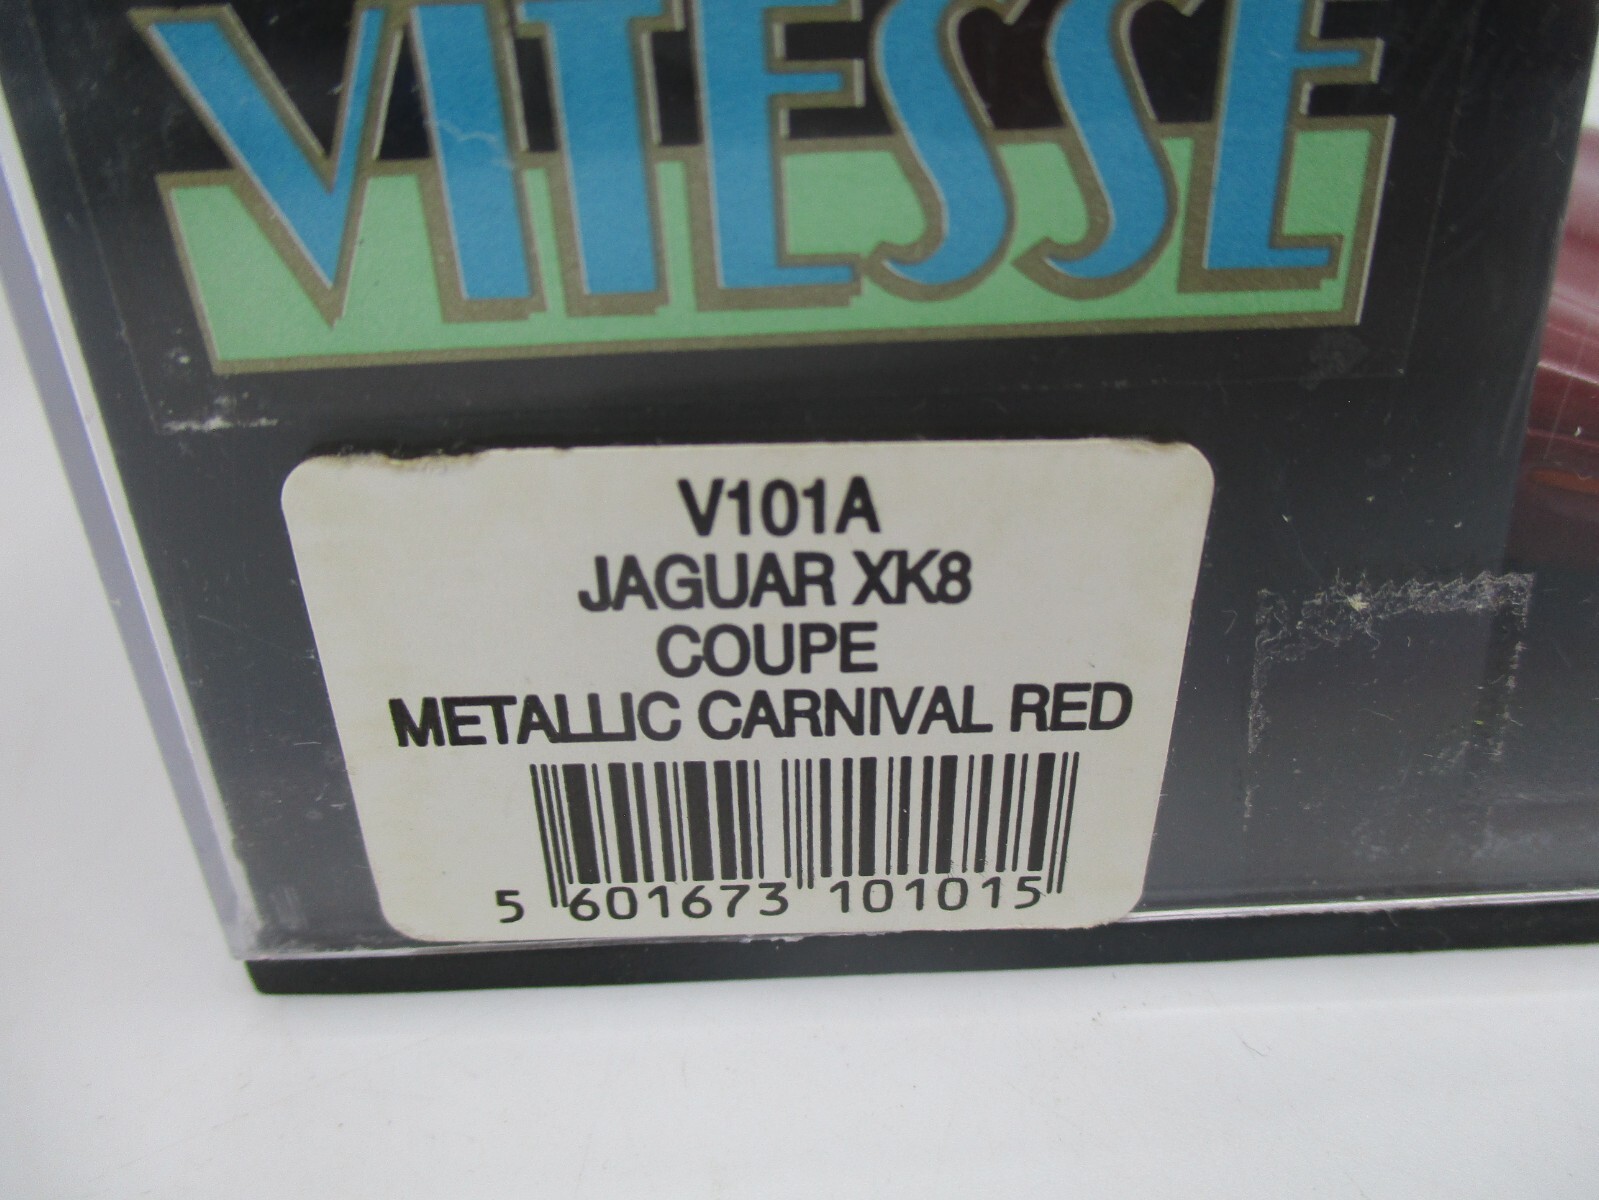 VITESSE
V101A
JAGUAR XK8
COUPE
METALLIC CARNIVAL RED
5 601673 101015